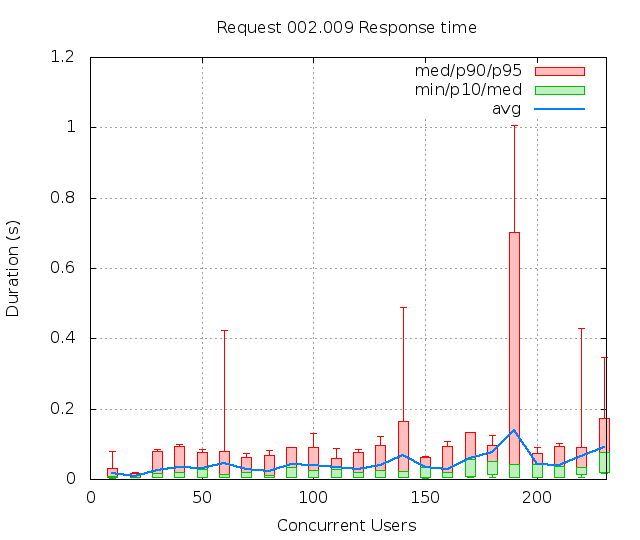 Request 002.009 Response time
med/p90/p95
min/p10/med
avg
Duration (s)
1.2
1
0.8
0.6
0.4
0.2
0
0 50 100 150 200
Concurrent Users